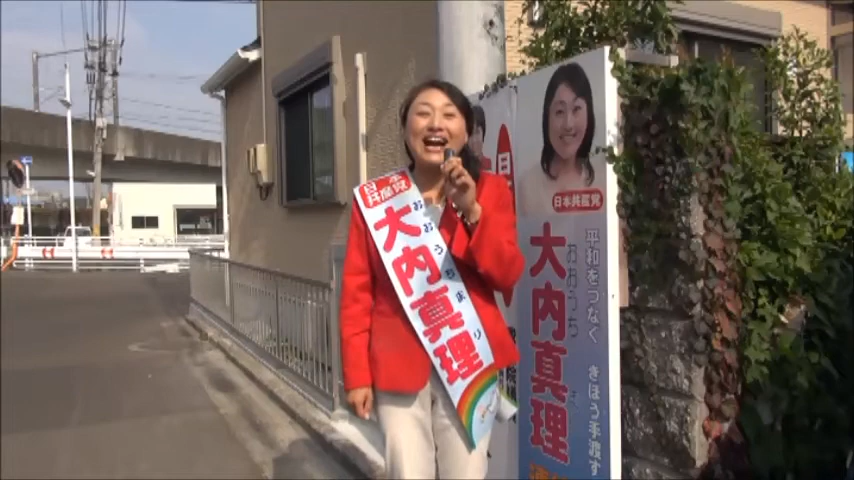 日本
共産党
大内真理
おおうちまり
日
日本共産党
大内真理
おおうち
平和をつなぐ きぼう手渡す